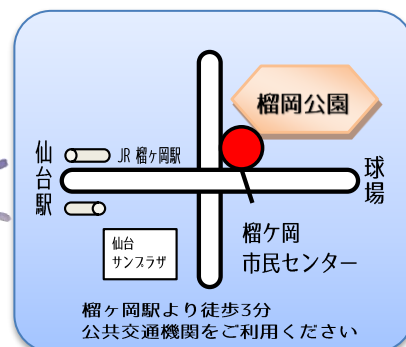 榴岡公園
仙台駅
JR 榴ヶ岡駅
球場
仙台
サンプラザ
榴ケ岡
市民センター
榴ヶ岡駅より徒歩3分
公共交通機関をご利用ください